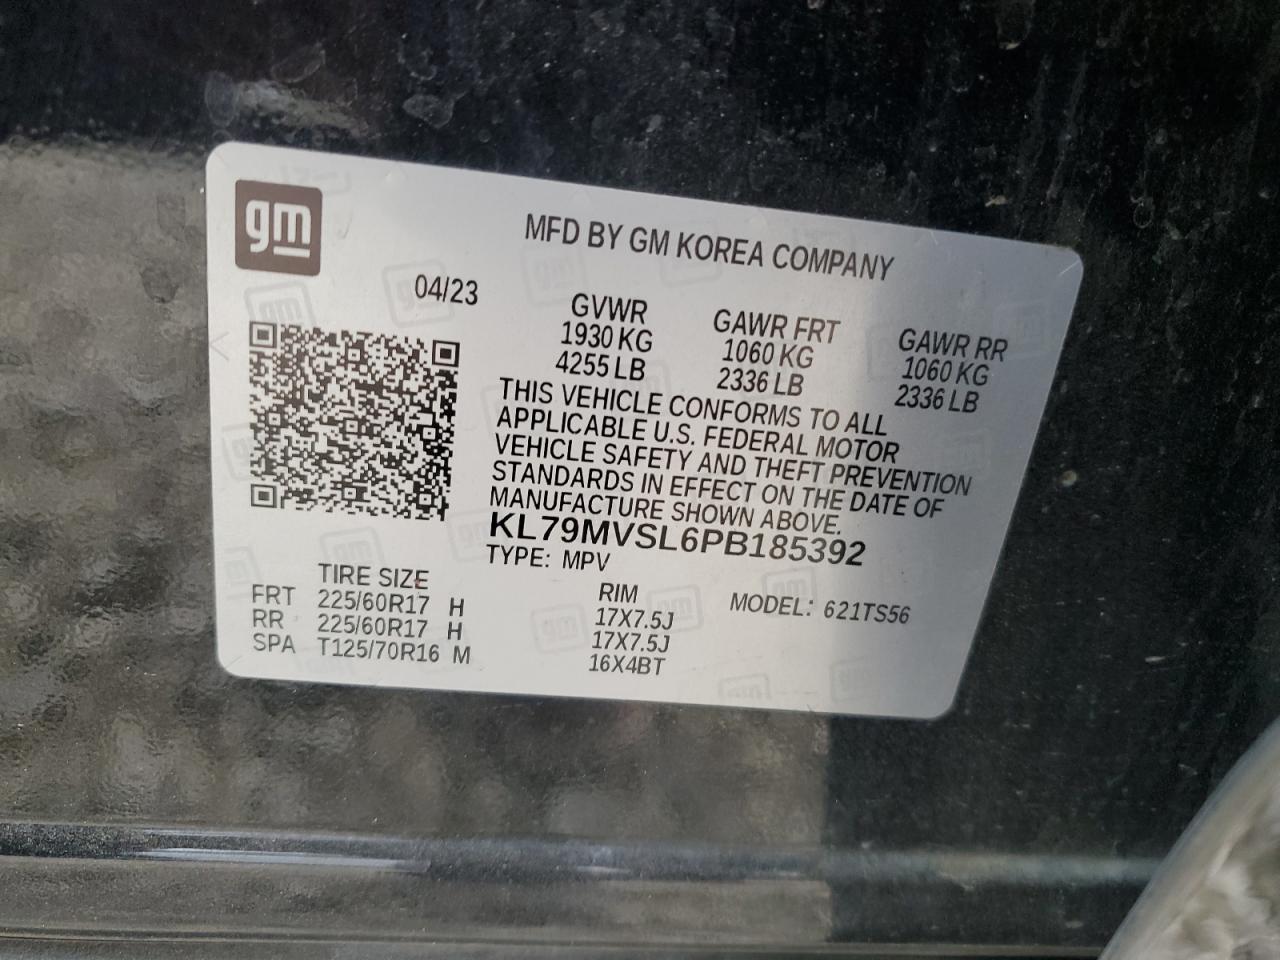 gm
MFD BY GM KOREA COMPANY
04/23
GVWR GAWR FRT GAWR RR
1930 KG 1060 KG 1060 KG
4255 LB 2336 LB 2336 LB
THIS VEHICLE CONFORMS TO ALL
APPLICABLE U.S. FEDERAL MOTOR
VEHICLE SAFETY AND THEFT PREVENTION
STANDARDS IN EFFECT ON THE DATE OF
MANUFACTURE SHOWN ABOVE.
KL79MVSL6PB185392
TYPE: MPV
TIRE SIZE RIM MODEL: 621TS56
FRT 225/60R17 H 17X7.5J
RR 225/60R17 H 17X7.5J
SPA T125/70R16 M 16X4BT